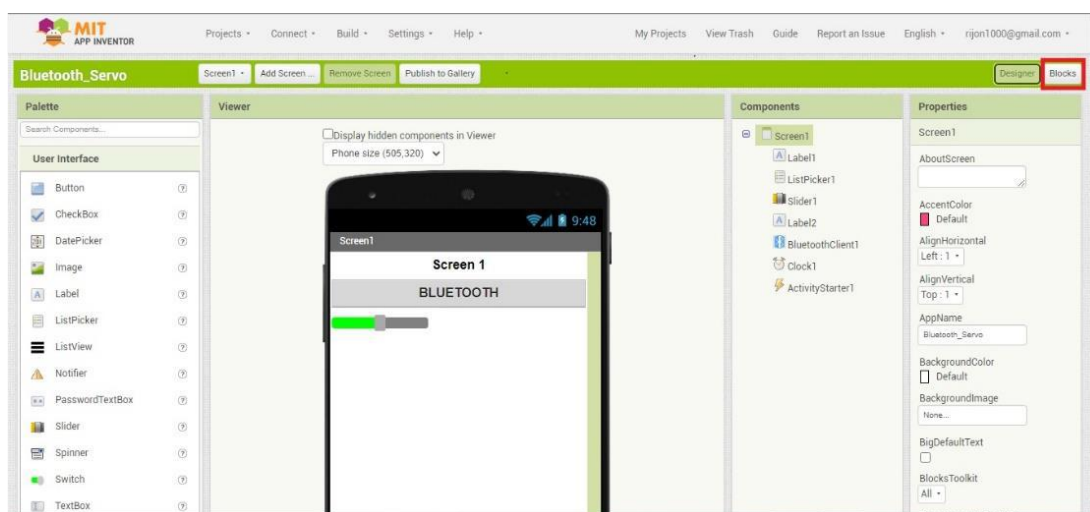 MIT
APP INVENTOR
Projects Connect Build Settings Help My Projects View Trash Guide Report an Issue English rijon1000@gmail.com
Bluetooth_Servo
Screen1 Add Screen ... Remove Screen Publish to Gallery Designer Blocks
Palette
Search Components...
User Interface
Button
CheckBox
DatePicker
Image
Label
ListPicker
ListView
Notifier
PasswordTextBox
Slider
Spinner
Switch
TextBox
Viewer
Display hidden components in Viewer
Phone size (505,320)
9:48
Screen1
Screen 1
BLUETOOTH
Components
Screen1
Label1
ListPicker1
Slider1
Label2
BluetoothClient1
Clock1
ActivityStarter1
Properties
Screen1
AboutScreen
AccentColor
Default
AlignHorizontal
Left : 1
AlignVertical
Top : 1
AppName
Bluetooth_Servo
BackgroundColor
Default
BackgroundImage
None...
BigDefaultText
BlocksToolkit
All